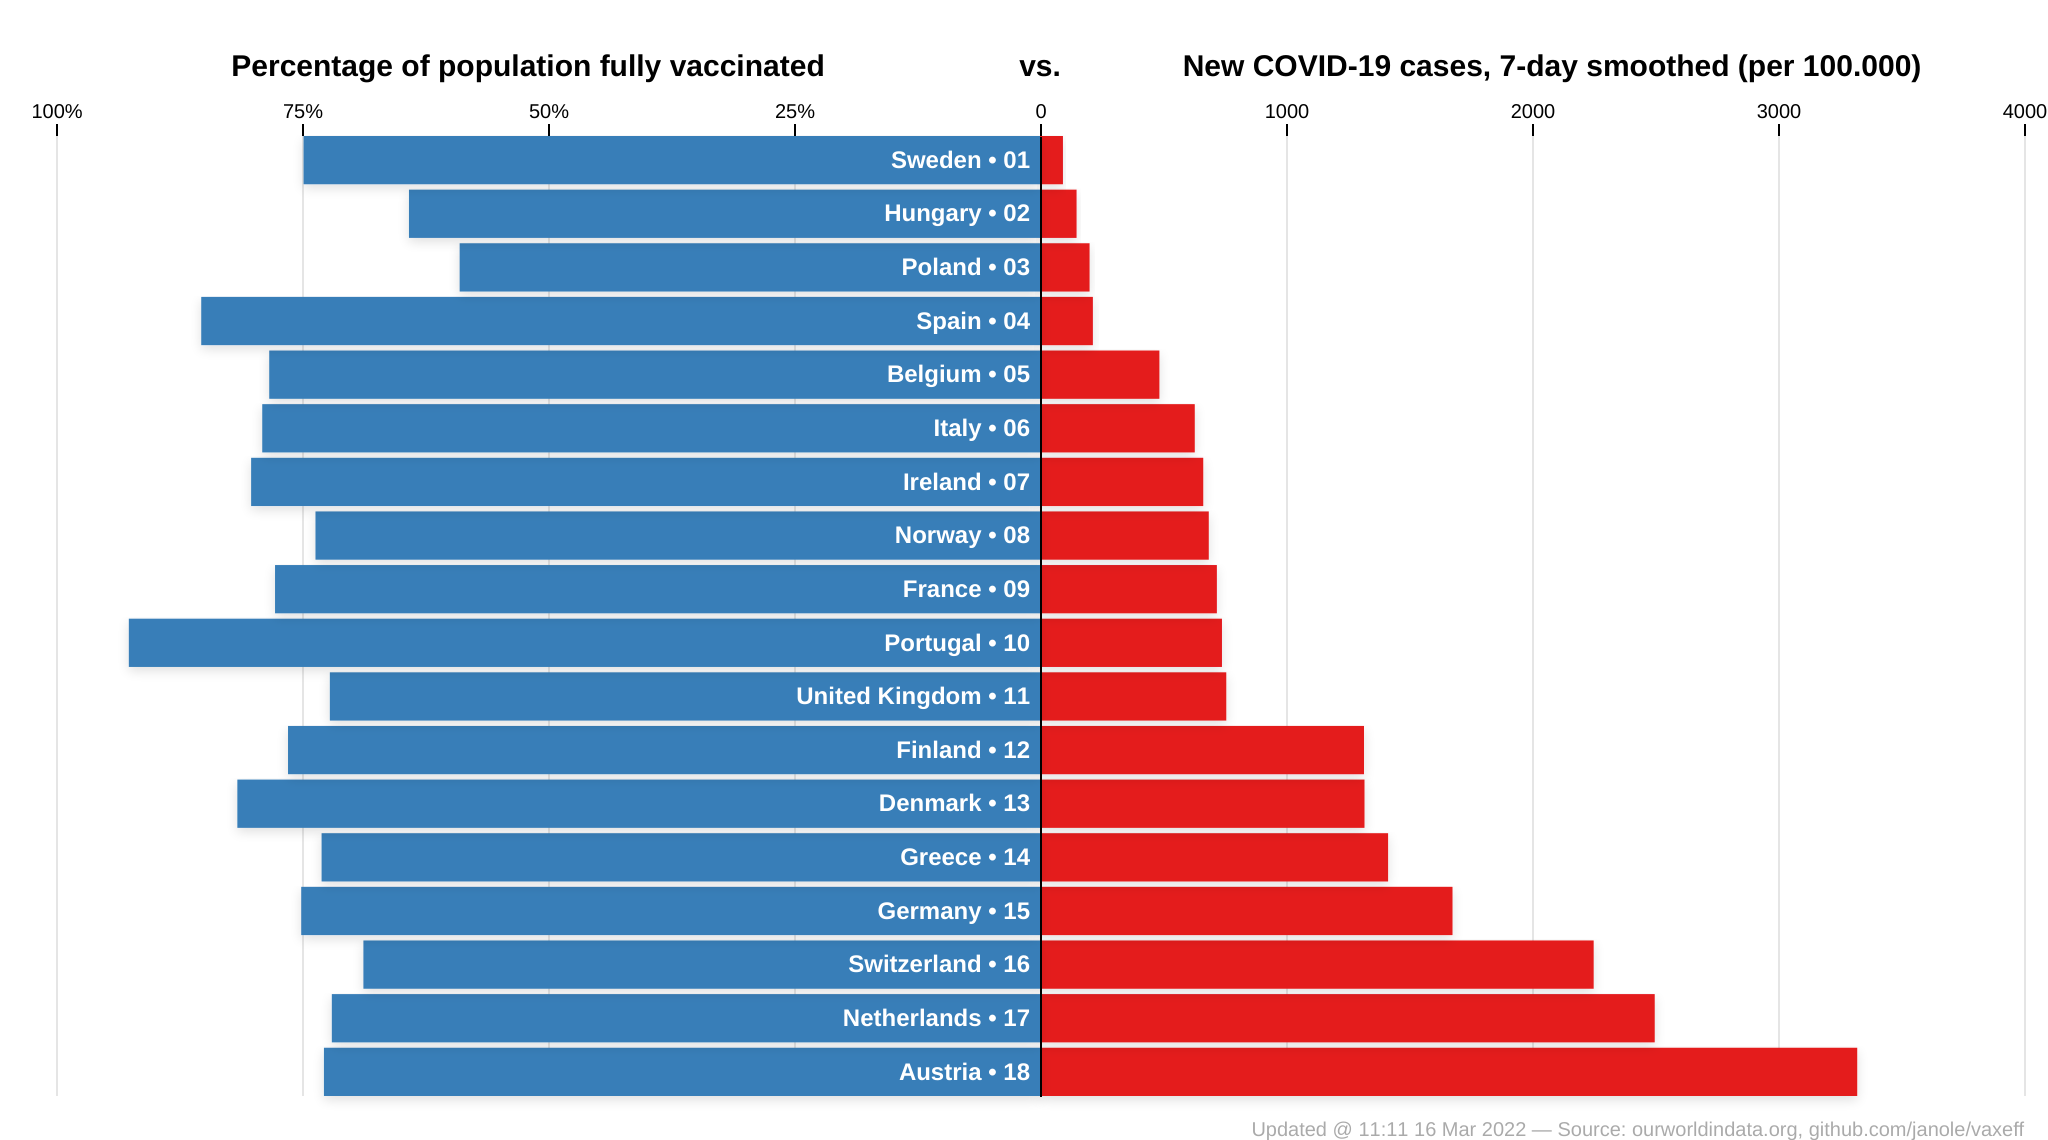 Percentage of population fully vaccinated vs. New COVID-19 cases, 7-day smoothed (per 100.000)
100% 75% 50% 25% 0 1000 2000 3000 4000
Sweden • 01
Hungary • 02
Poland • 03
Spain • 04
Belgium • 05
Italy • 06
Ireland • 07
Norway • 08
France • 09
Portugal • 10
United Kingdom • 11
Finland • 12
Denmark • 13
Greece • 14
Germany • 15
Switzerland • 16
Netherlands • 17
Austria • 18
Updated @ 11:11 16 Mar 2022 — Source: ourworldindata.org, github.com/janole/vaxeff